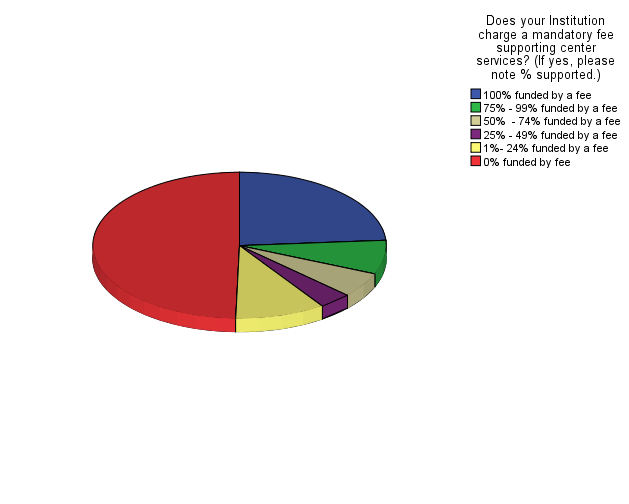 Does your Institution
charge a mandatory fee
supporting center
services? (If yes, please
note % supported.)
100% funded by a fee
75% - 99% funded by a fee
50%  - 74% funded by a fee
25% - 49% funded by a fee
1%- 24% funded by a fee
0% funded by fee